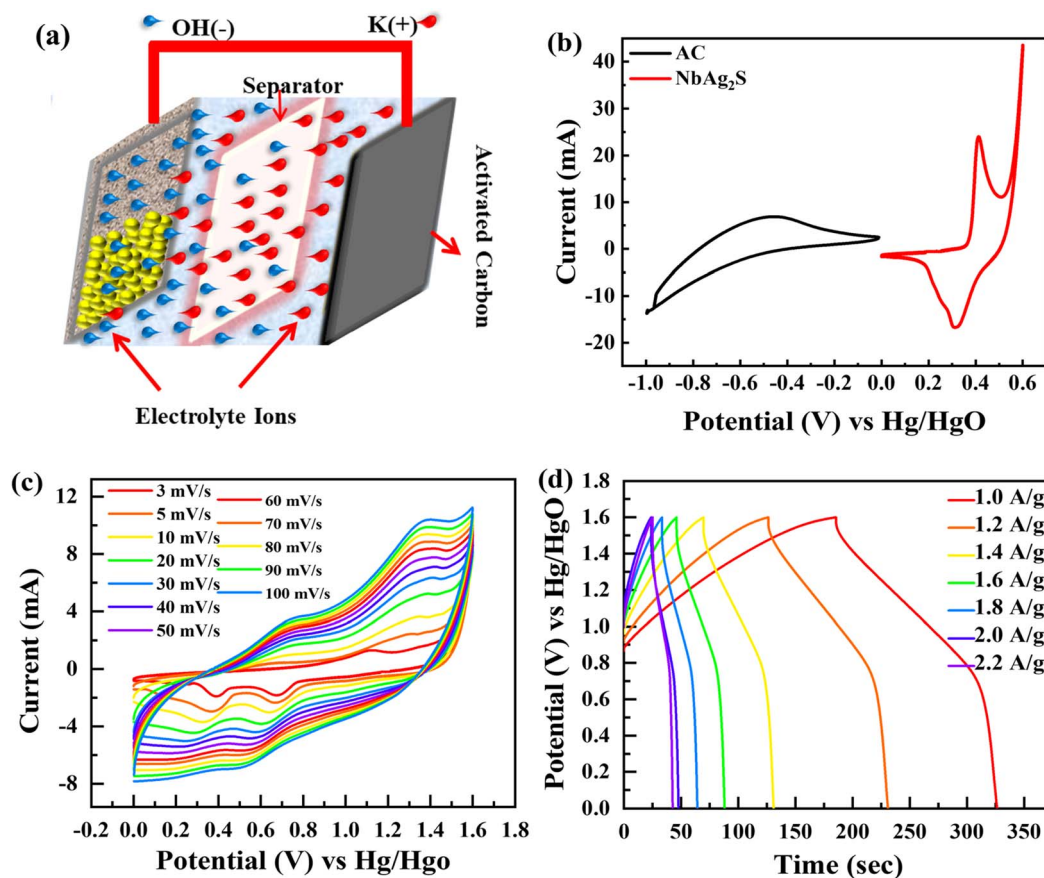 (a)
OH(-)
K(+)
Separator
Activated Carbon
Electrolyte Ions
(b)
AC
NbAg₂S
Current (mA)
40
30
20
10
0
-10
-20
-1.0 -0.8 -0.6 -0.4 0.0 0.2 0.4 0.6
Potential (V) vs Hg/HgO
(c)
3 mV/s
5 mV/s
10 mV/s
20 mV/s
30 mV/s
40 mV/s
50 mV/s
60 mV/s
70 mV/s
80 mV/s
90 mV/s
100 mV/s
Current (mA)
12
8
4
0
-4
-8
-0.2 0.0 0.2 0.4 0.6 0.8 1.0 1.2 1.4 1.6 1.8
Potential (V) vs Hg/Hgo
(d)
1.0 A/g
1.2 A/g
1.4 A/g
1.6 A/g
1.8 A/g
2.0 A/g
2.2 A/g
Potential (V) vs Hg/HgO
1.8
1.6
1.4
1.2
1.0
0.8
0.6
0.4
0.2
0.0
0 50 100 150 200 250 300 350
Time (sec)